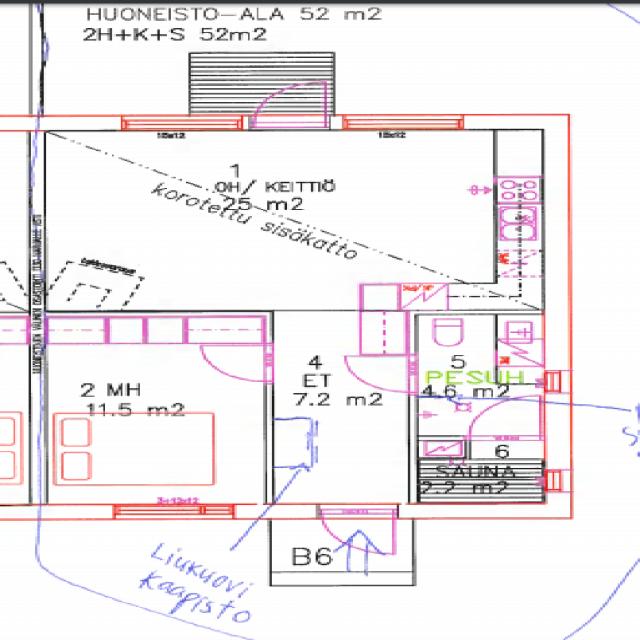 HUONEISTO-ALA 52 m2
2H+K+S 52m2
10x12
10x12
1
OH/ KEITTIÖ
25 m2
korotettu sisäkatto
4
ET
7.2 m2
5
PESUH
4.6 m2
2 MH
11.5 m2
6
SAUNA
2.2 m2
B6
Liukuovi
kaapisto